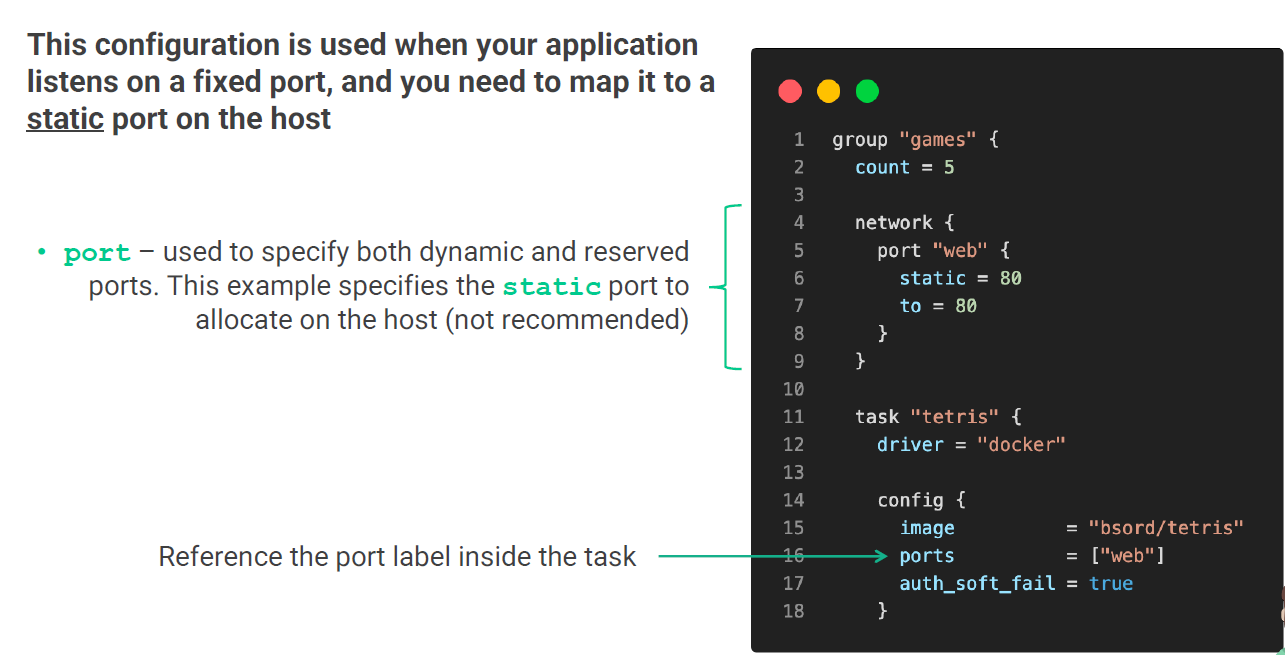 This configuration is used when your application
listens on a fixed port, and you need to map it to a
static port on the host
• port – used to specify both dynamic and reserved
ports. This example specifies the static port to
allocate on the host (not recommended)
Reference the port label inside the task
1 group "games" {
2   count = 5
3
4   network {
5     port "web" {
6       static = 80
7       to = 80
8     }
9   }
10
11   task "tetris" {
12     driver = "docker"
13
14     config {
15       image          = "bsord/tetris"
16       ports          = ["web"]
17       auth_soft_fail = true
18     }